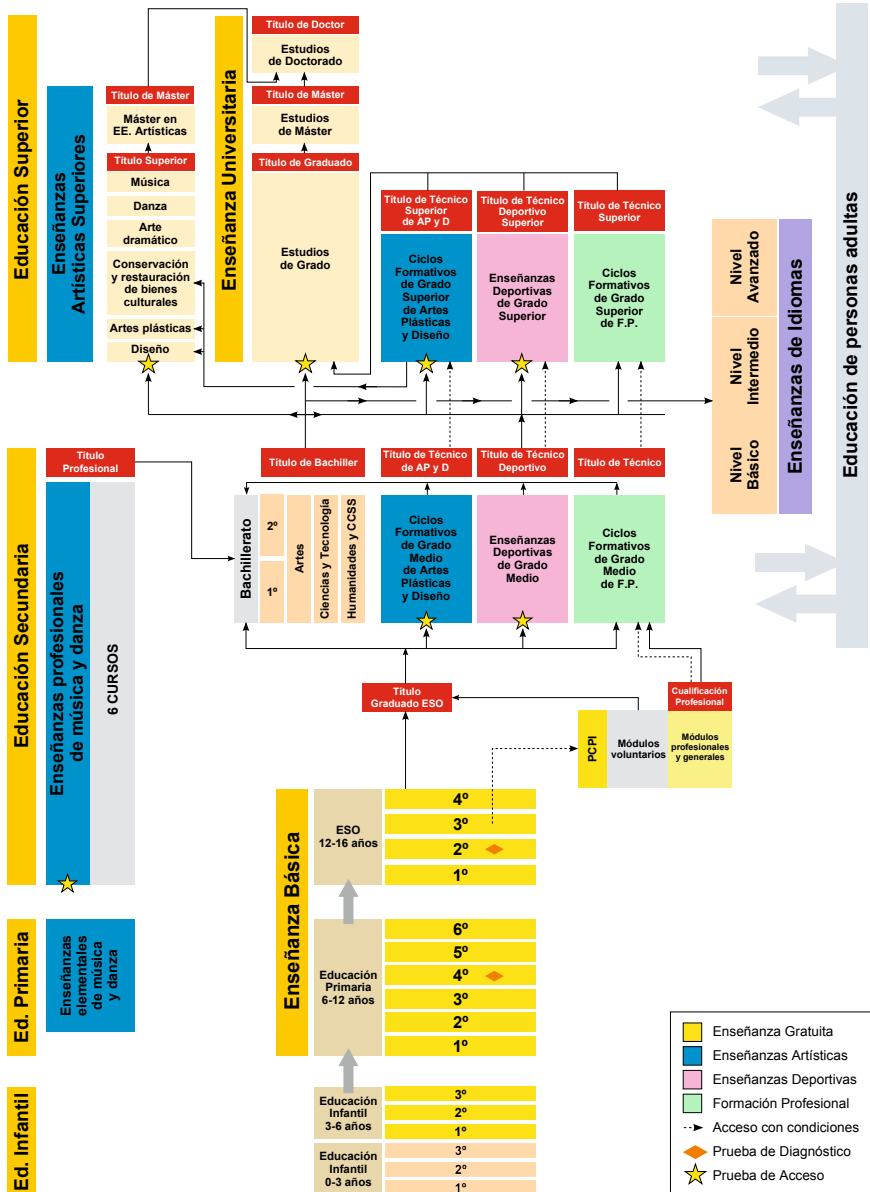 Educación Superior
Enseñanzas
Artísticas Superiores
Título de Máster
Máster en
EE. Artísticas
Título Superior
Música
Danza
Arte
dramático
Conservación
y restauración
de bienes
culturales
Artes plásticas
Diseño
Enseñanza Universitaria
Título de Doctor
Estudios
de Doctorado
Título de Máster
Estudios
de Máster
Título de Graduado
Estudios
de Grado
Título de Técnico
Superior
de AP y D
Ciclos
Formativos
de Grado
Superior
de Artes
Plásticas
y Diseño
Título de Técnico
Deportivo
Superior
Enseñanzas
Deportivas
de Grado
Superior
Título de Técnico
Superior
Ciclos
Formativos
de Grado
Superior
de F.P.
Nivel
Avanzado
Nivel
Intermedio
Nivel
Básico
Enseñanzas de Idiomas
Educación de personas adultas
Educación Secundaria
Título
Profesional
Enseñanzas profesionales
de música y danza
6 CURSOS
Título de Bachiller
Bachillerato
2º
1º
Artes
Ciencias y Tecnología
Humanidades y CCSS
Título de Técnico
de AP y D
Ciclos
Formativos
de Grado
Medio
de Artes
Plásticas
y Diseño
Título de Técnico
Deportivo
Enseñanzas
Deportivas
de Grado
Medio
Título de Técnico
Ciclos
Formativos
de Grado
Medio
de F.P.
Título
Graduado ESO
PCPI
Módulos
voluntarios
Cualificación
Profesional
Módulos
profesionales
y generales
Enseñanza Básica
ESO
12-16 años
4º
3º
2º
1º
Ed. Primaria
Enseñanzas
elementales
de música
y danza
Educación
Primaria
6-12 años
6º
5º
4º
3º
2º
1º
Ed. Infantil
Educación
Infantil
3-6 años
3º
2º
1º
Educación
Infantil
0-3 años
3º
2º
1º
Enseñanza Gratuita
Enseñanzas Artísticas
Enseñanzas Deportivas
Formación Profesional
Acceso con condiciones
Prueba de Diagnóstico
Prueba de Acceso